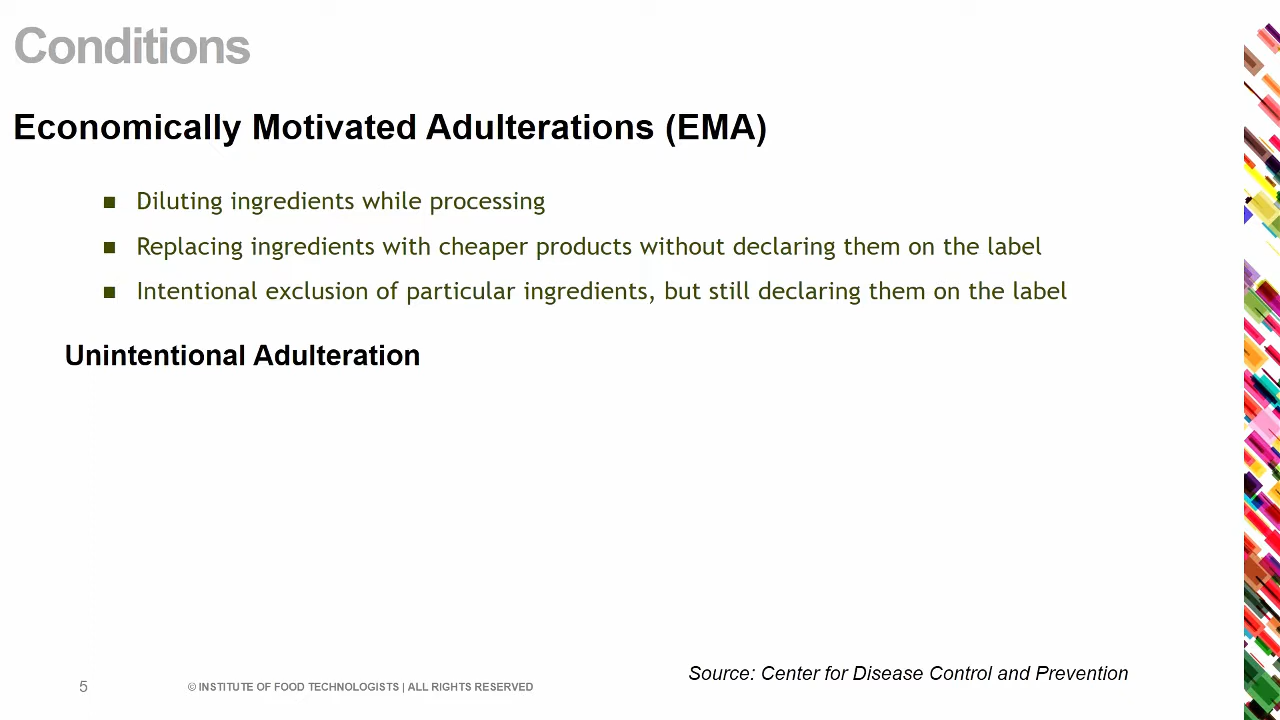 Conditions
Economically Motivated Adulterations (EMA)
■ Diluting ingredients while processing
■ Replacing ingredients with cheaper products without declaring them on the label
■ Intentional exclusion of particular ingredients, but still declaring them on the label
Unintentional Adulteration
Source: Center for Disease Control and Prevention
5
© INSTITUTE OF FOOD TECHNOLOGISTS | ALL RIGHTS RESERVED